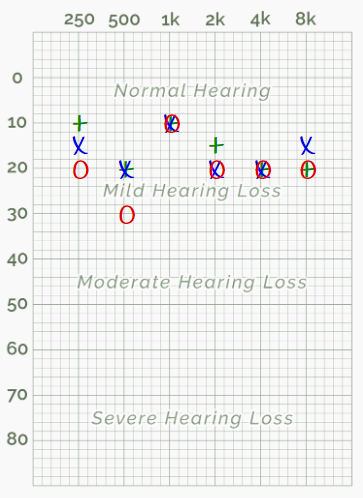 250 500 1k 2k 4k 8k
0
Normal Hearing
10
20
Mild Hearing Loss
30
40
Moderate Hearing Loss
50
60
70
Severe Hearing Loss
80